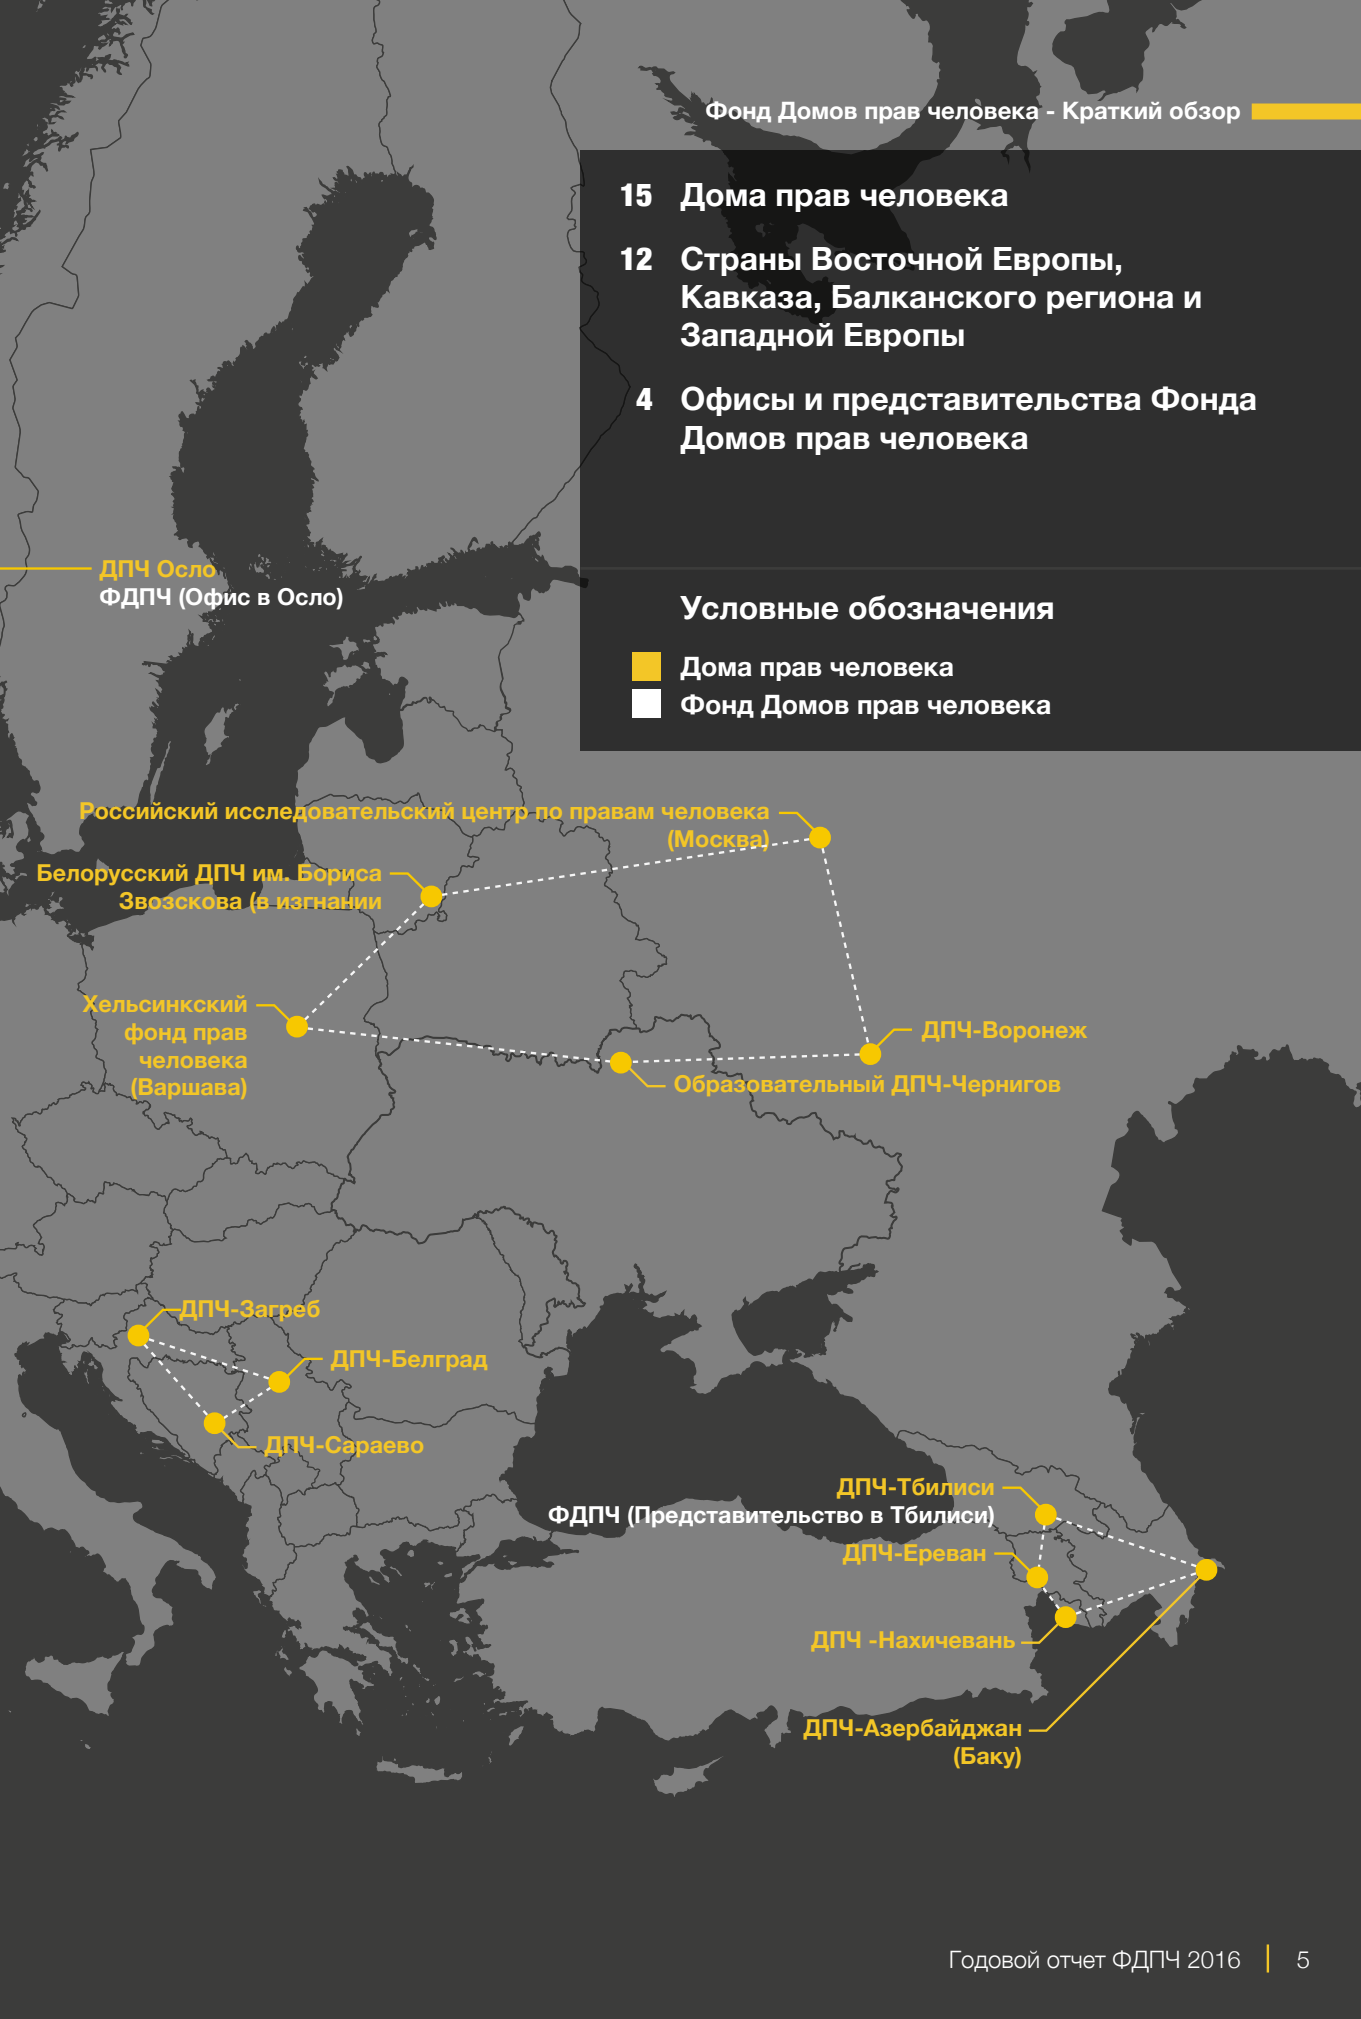 Фонд Домов прав человека - Краткий обзор
15 Дома прав человека
12 Страны Восточной Европы,
Кавказа, Балканского региона и
Западной Европы
4 Офисы и представительства Фонда
Домов прав человека
ДПЧ Осло
ФДПЧ (Офис в Осло)
Условные обозначения
Дома прав человека
Фонд Домов прав человека
Российский исследовательский центр по правам человека
(Москва)
Белорусский ДПЧ им. Бориса
Звозскова (в изгнании
Хельсинкский
фонд прав
человека
(Варшава)
ДПЧ-Воронеж
Образовательный ДПЧ-Чернигов
ДПЧ-Загреб
ДПЧ-Белград
ДПЧ-Сараево
ДПЧ-Тбилиси
ФДПЧ (Представительство в Тбилиси)
ДПЧ-Ереван
ДПЧ -Нахичевань
ДПЧ-Азербайджан
(Баку)
Годовой отчет ФДПЧ 2016 | 5